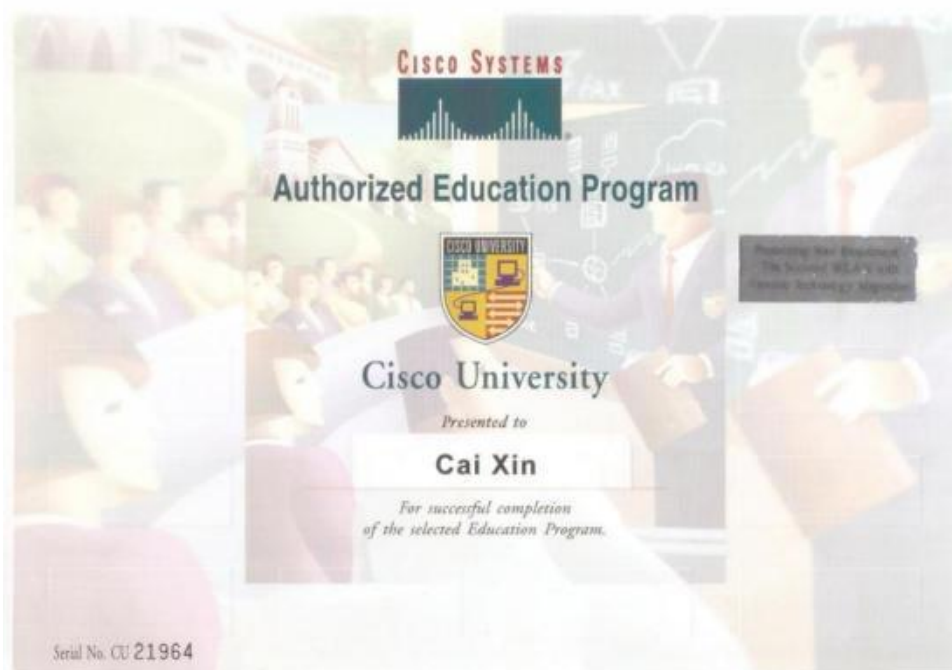 CISCO SYSTEMS
Authorized Education Program
CISCO UNIVERSITY
Cisco University
Presented to
Cai Xin
For successful completion
of the selected Education Program.
Serial No. CU 21964